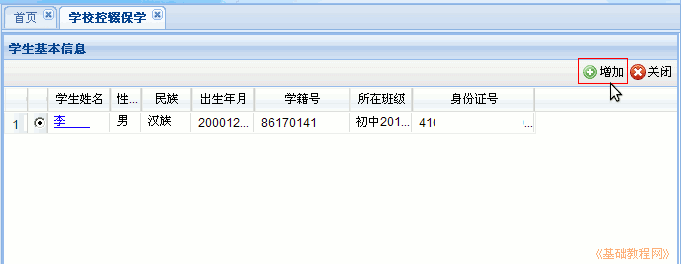 首页 学校控辍保学
学生基本信息
增加 关闭
学生姓名 性... 民族 出生年月 学籍号 所在班级 身份证号
1 李 男 汉族 200012... 86170141 初中201... 410 ...
《基础教程网》